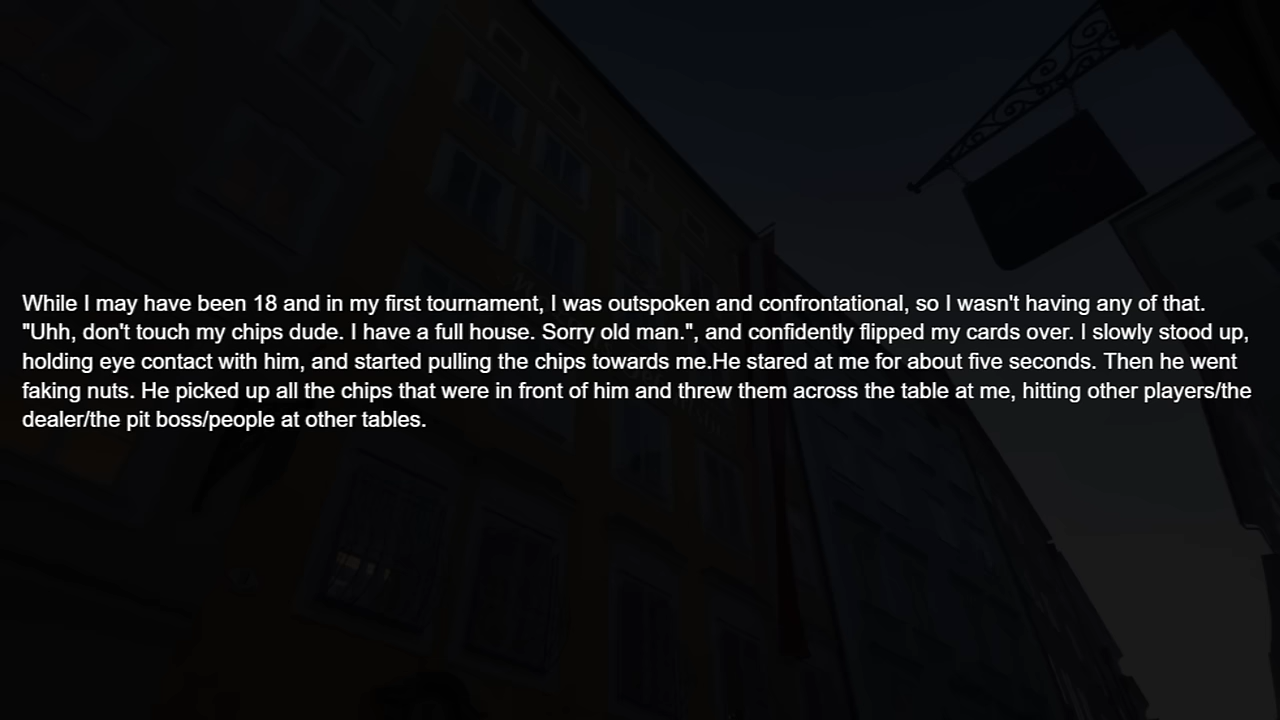 While I may have been 18 and in my first tournament, I was outspoken and confrontational, so I wasn't having any of that.
"Uhh, don't touch my chips dude. I have a full house. Sorry old man.", and confidently flipped my cards over. I slowly stood up,
holding eye contact with him, and started pulling the chips towards me.He stared at me for about five seconds. Then he went
faking nuts. He picked up all the chips that were in front of him and threw them across the table at me, hitting other players/the
dealer/the pit boss/people at other tables.